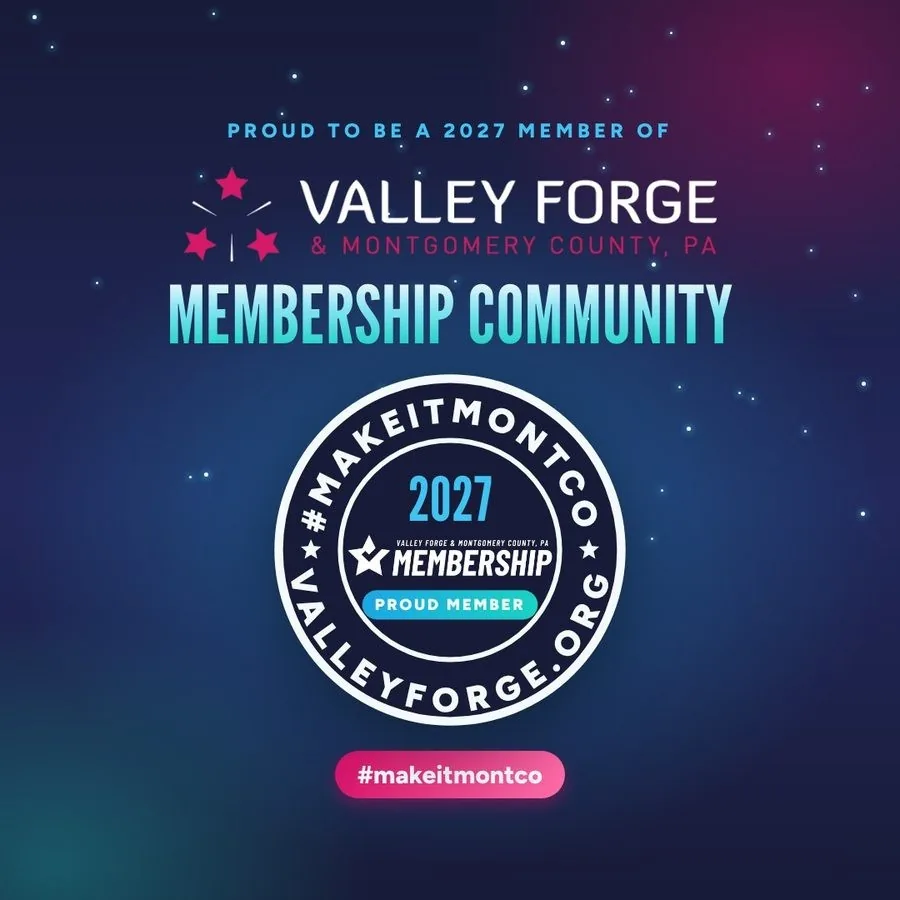 PROUD TO BE A 2027 MEMBER OF
VALLEY FORGE
& MONTGOMERY COUNTY, PA
MEMBERSHIP COMMUNITY
#MAKEITMONTCO
2027
VALLEY FORGE & MONTGOMERY COUNTY, PA
MEMBERSHIP
PROUD MEMBER
VALLEYFORGE.ORG
#makeitmontco